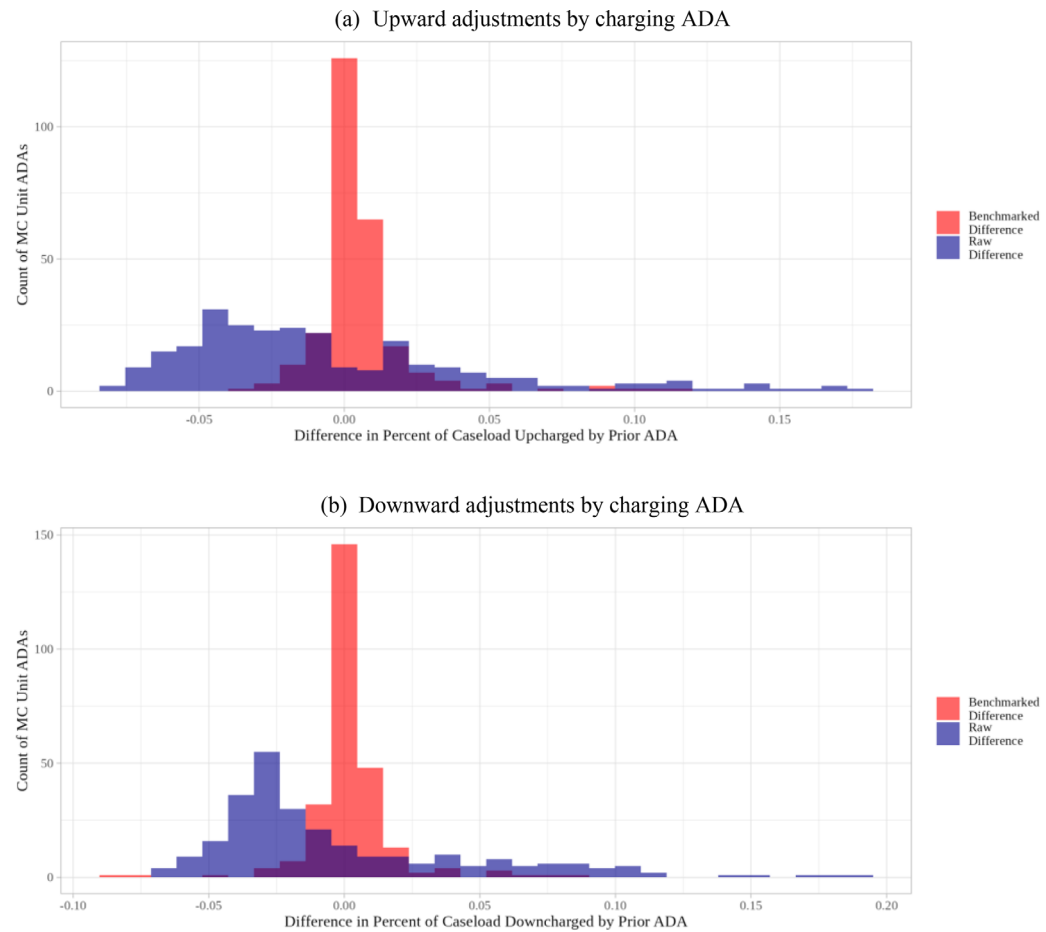 (a) Upward adjustments by charging ADA
Count of MC Unit ADAs
100
50
0
-0.05
0.00
0.05
0.10
0.15
Difference in Percent of Caseload Upcharged by Prior ADA
Benchmarked
Difference
Raw
Difference
(b) Downward adjustments by charging ADA
Count of MC Unit ADAs
150
100
50
0
-0.10
-0.05
0.00
0.05
0.10
0.15
0.20
Difference in Percent of Caseload Downcharged by Prior ADA
Benchmarked
Difference
Raw
Difference